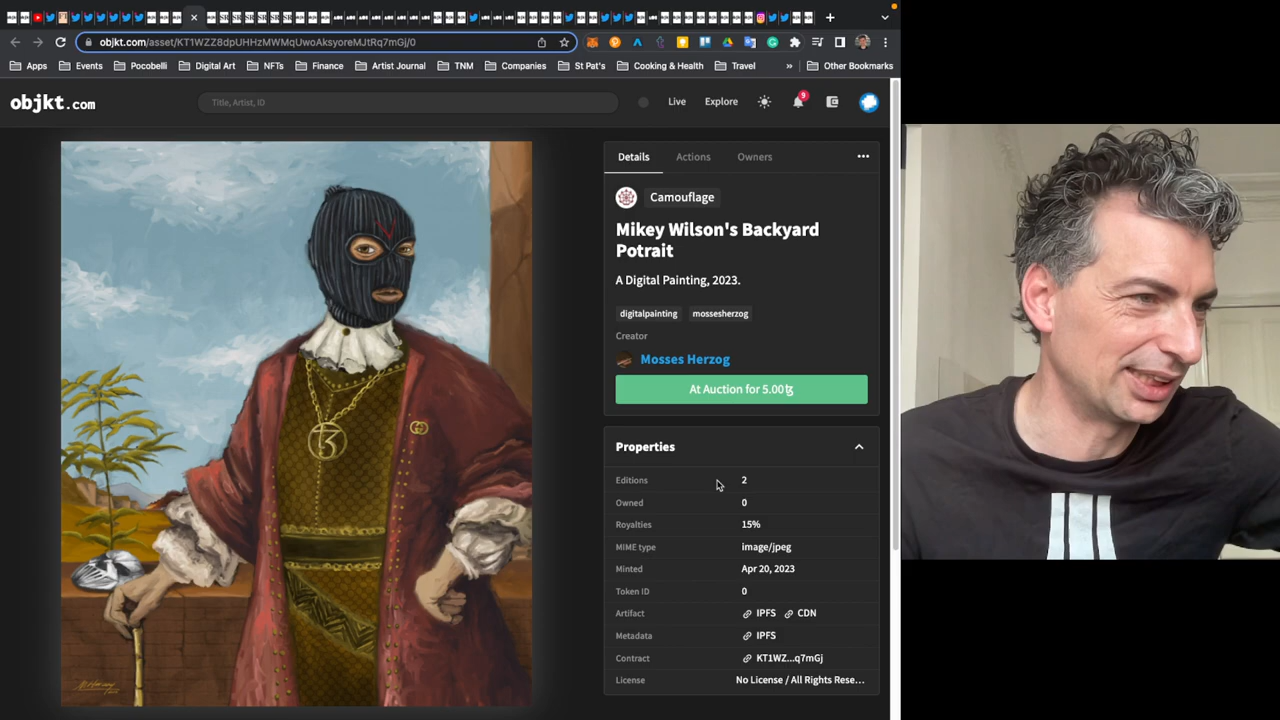 objkt.com/asset/KT1WZZ8dpUHHzMWMqUwoAksyoreMJtRq7mGj/0
Apps Events Pocobelli Digital Art NFTs Finance Artist Journal TNM Companies St Pat's Cooking & Health Travel » Other Bookmarks
objkt.com Title, Artist, ID Live Explore 9
Details Actions Owners
Camouflage
Mikey Wilson's Backyard
Potrait
A Digital Painting, 2023.
digitalpainting mossesherzog
Creator
Mosses Herzog
At Auction for 5.00 ꜩ
Properties
Editions 2
Owned 0
Royalties 15%
MIME type image/jpeg
Minted Apr 20, 2023
Token ID 0
Artifact IPFS CDN
Metadata IPFS
Contract KT1WZ...q7mGj
License No License / All Rights Rese...